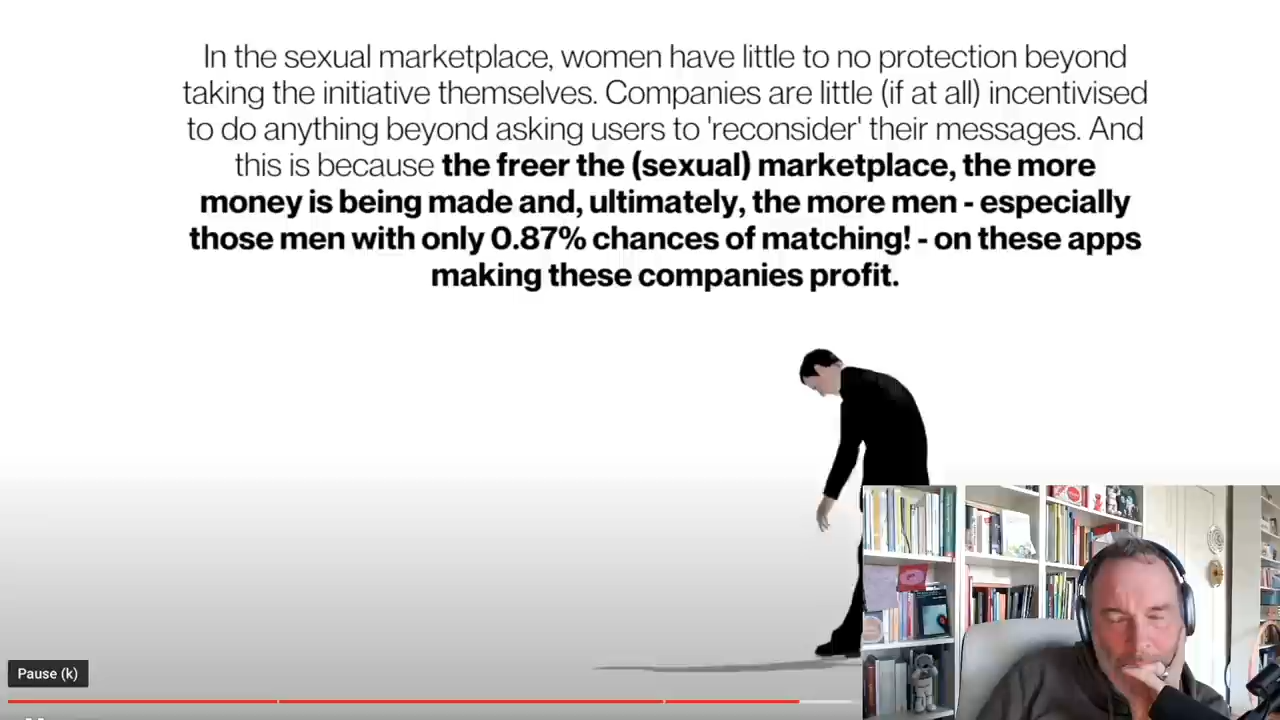 In the sexual marketplace, women have little to no protection beyond
taking the initiative themselves. Companies are little (if at all) incentivised
to do anything beyond asking users to 'reconsider' their messages. And
this is because the freer the (sexual) marketplace, the more
money is being made and, ultimately, the more men - especially
those men with only 0.87% chances of matching! - on these apps
making these companies profit.
Pause (k)